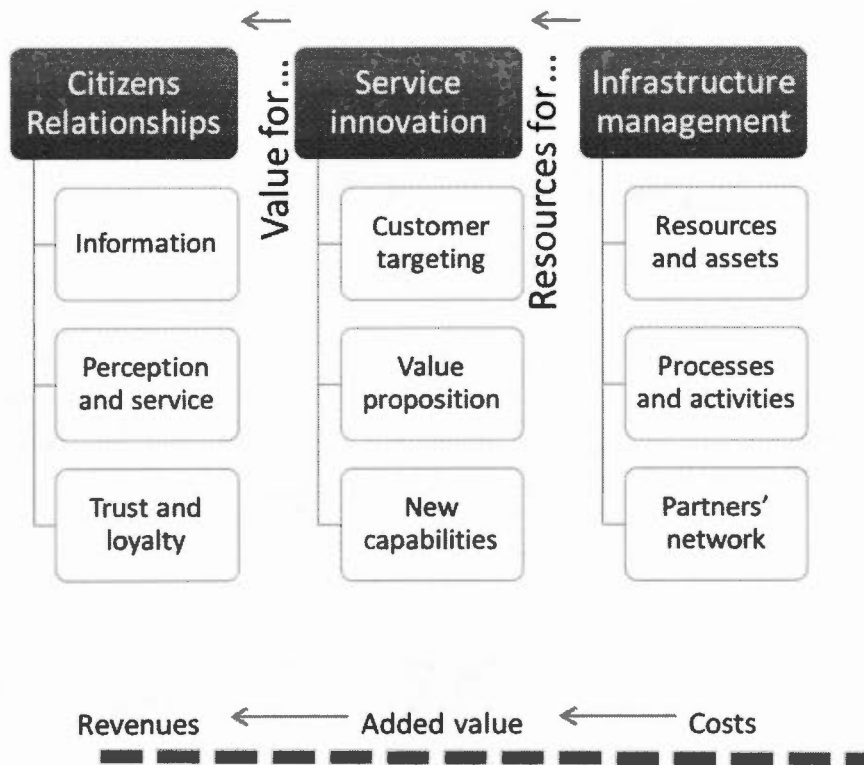 Citizens
Relationships
Information
Perception
and service
Trust and
loyalty
Value for...
Service
innovation
Customer
targeting
Value
proposition
New
capabilities
Resources for...
Infrastructure
management
Resources
and assets
Processes
and activities
Partners'
network
Revenues
Added value
Costs